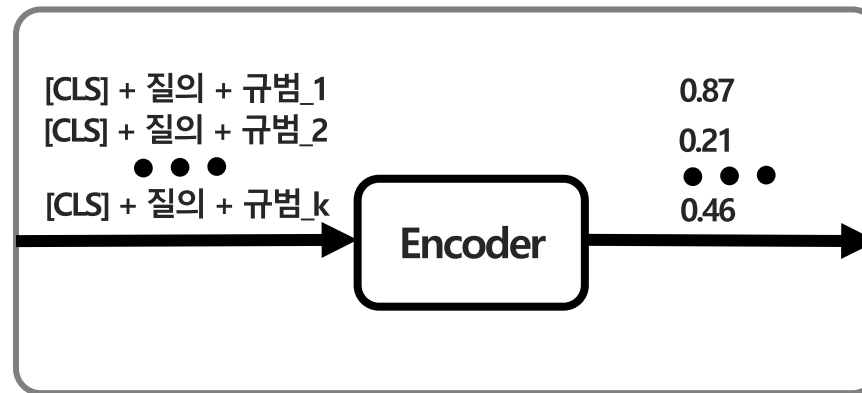 [CLS] + 질의 + 규범_1
[CLS] + 질의 + 규범_2
● ● ●
[CLS] + 질의 + 규범_k
Encoder
0.87
0.21
● ● ●
0.46